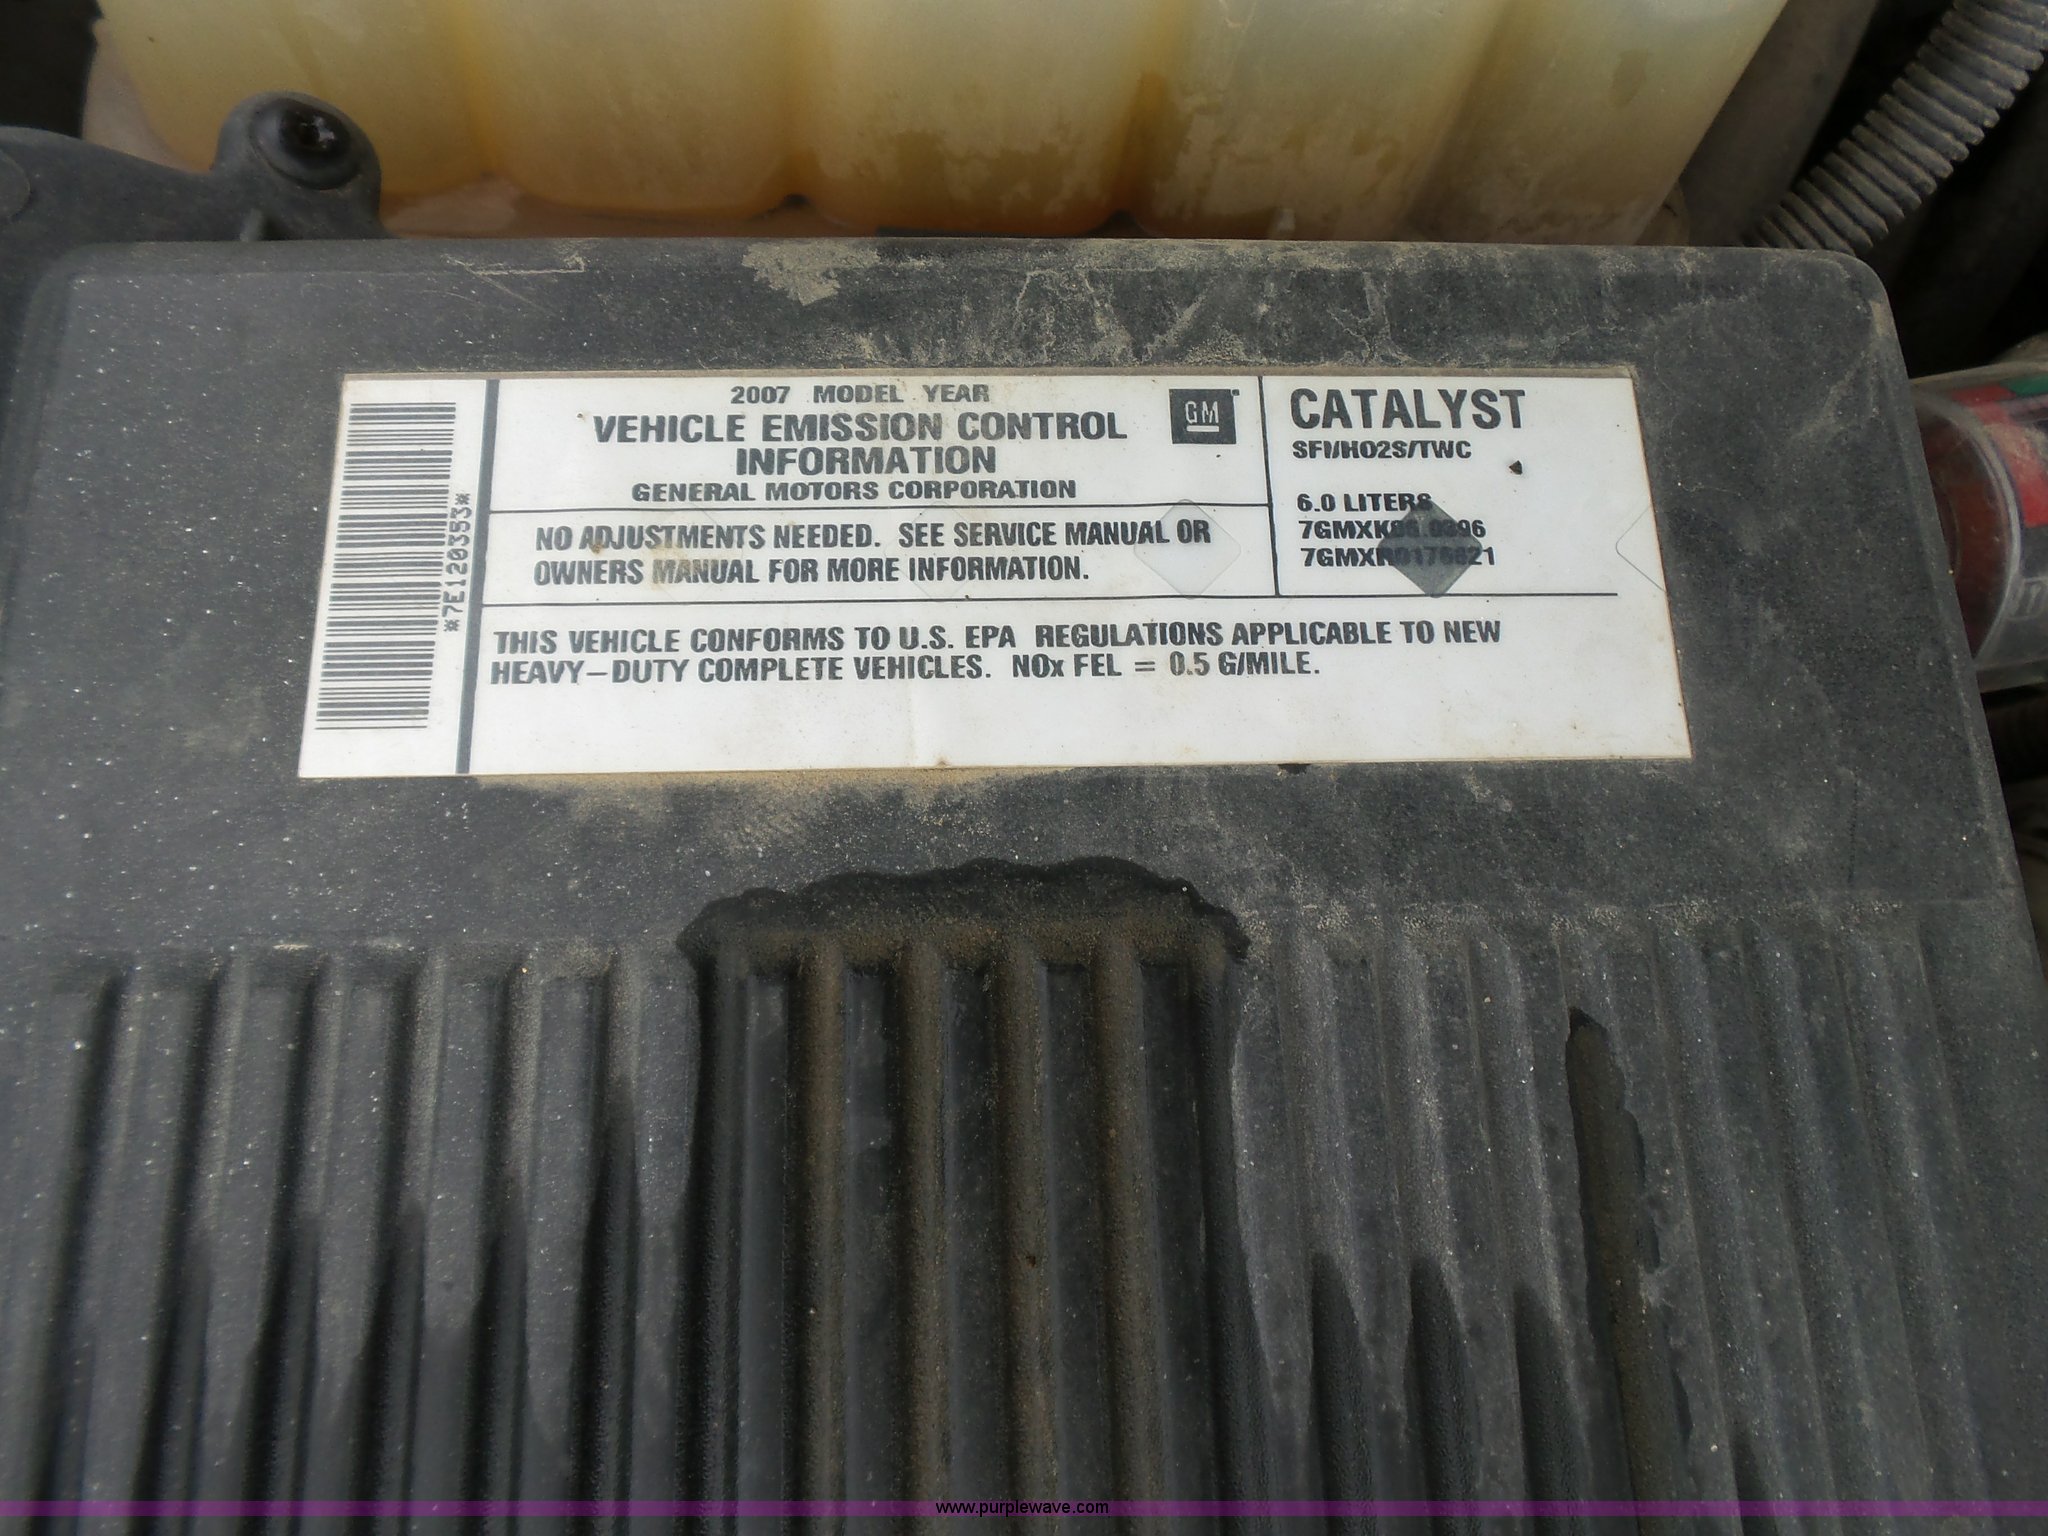 *7E120353*
2007 MODEL YEAR
VEHICLE EMISSION CONTROL
INFORMATION
GENERAL MOTORS CORPORATION
GM
CATALYST
SFI/HO2S/TWC
6.0 LITERS
NO ADJUSTMENTS NEEDED. SEE SERVICE MANUAL OR
OWNERS MANUAL FOR MORE INFORMATION.
THIS VEHICLE CONFORMS TO U.S. EPA REGULATIONS APPLICABLE TO NEW
HEAVY-DUTY COMPLETE VEHICLES. NOx FEL = 0.5 G/MILE.
www.purplewave.com